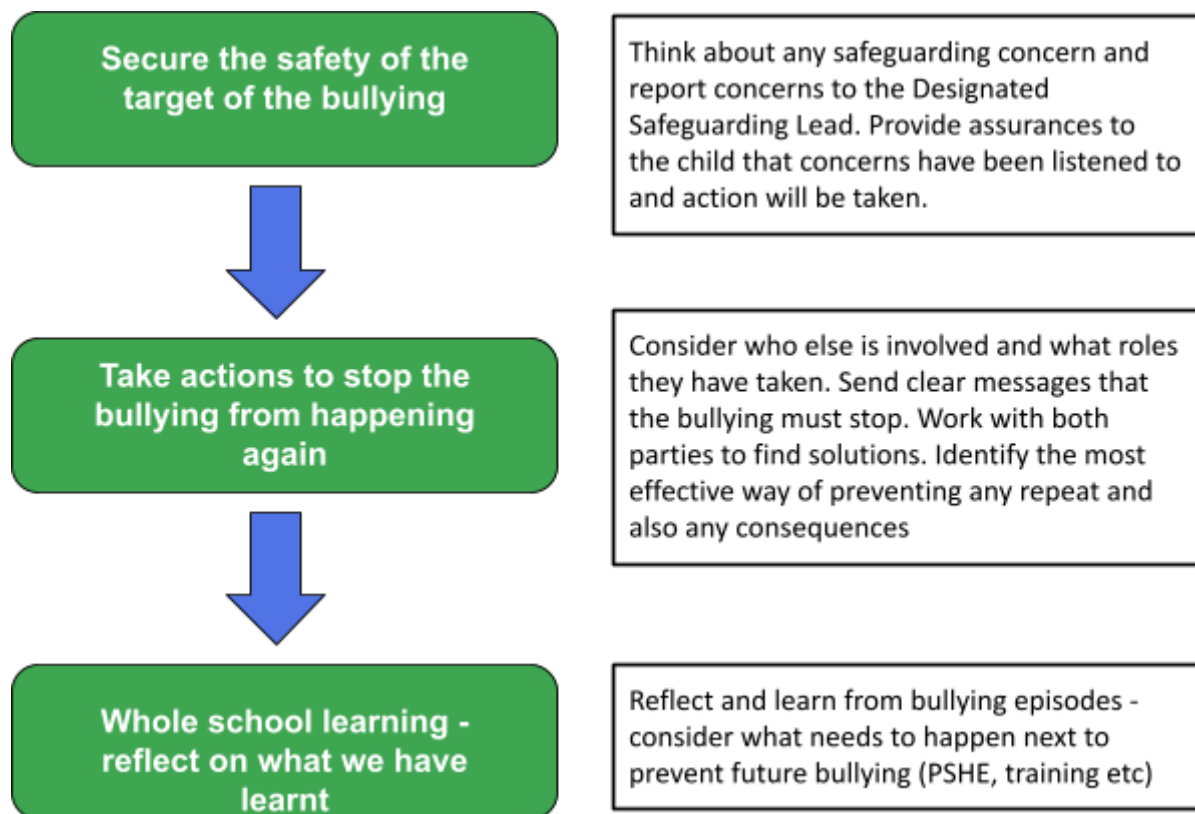 Secure the safety of the
target of the bullying
Think about any safeguarding concern and
report concerns to the Designated
Safeguarding Lead. Provide assurances to
the child that concerns have been listened to
and action will be taken.
Take actions to stop the
bullying from happening
again
Consider who else is involved and what roles
they have taken. Send clear messages that
the bullying must stop. Work with both
parties to find solutions. Identify the most
effective way of preventing any repeat and
also any consequences
Whole school learning -
reflect on what we have
learnt
Reflect and learn from bullying episodes -
consider what needs to happen next to
prevent future bullying (PSHE, training etc)